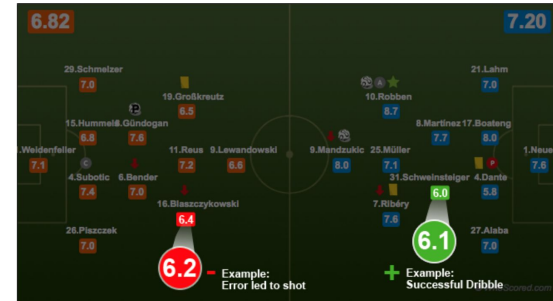 6.82
7.20
29.Schmelzer
7.0
21.Lahm
7.0
19.Großkreutz
6.5
10.Robben
8.7
15.Hummels
6.8
8.Gündogan
7.6
8.Martinez
7.7
17.Boateng
8.0
.Weidenfeller
7.1
11.Reus
7.2
9.Lewandowski
6.6
9.Mandzukic
8.0
25.Müller
7.1
1.Neue
7.6
C
4.Subotic
7.4
6.Bender
7.0
31.Schweinsteiger
6.0
P
4.Dante
5.8
16.Blaszczykowski
6.4
7.Ribéry
7.6
26.Piszczek
7.0
27.Alaba
7.0
6.2
- Example:
Error led to shot
6.1
+ Example:
Successful Dribble
Scored.com